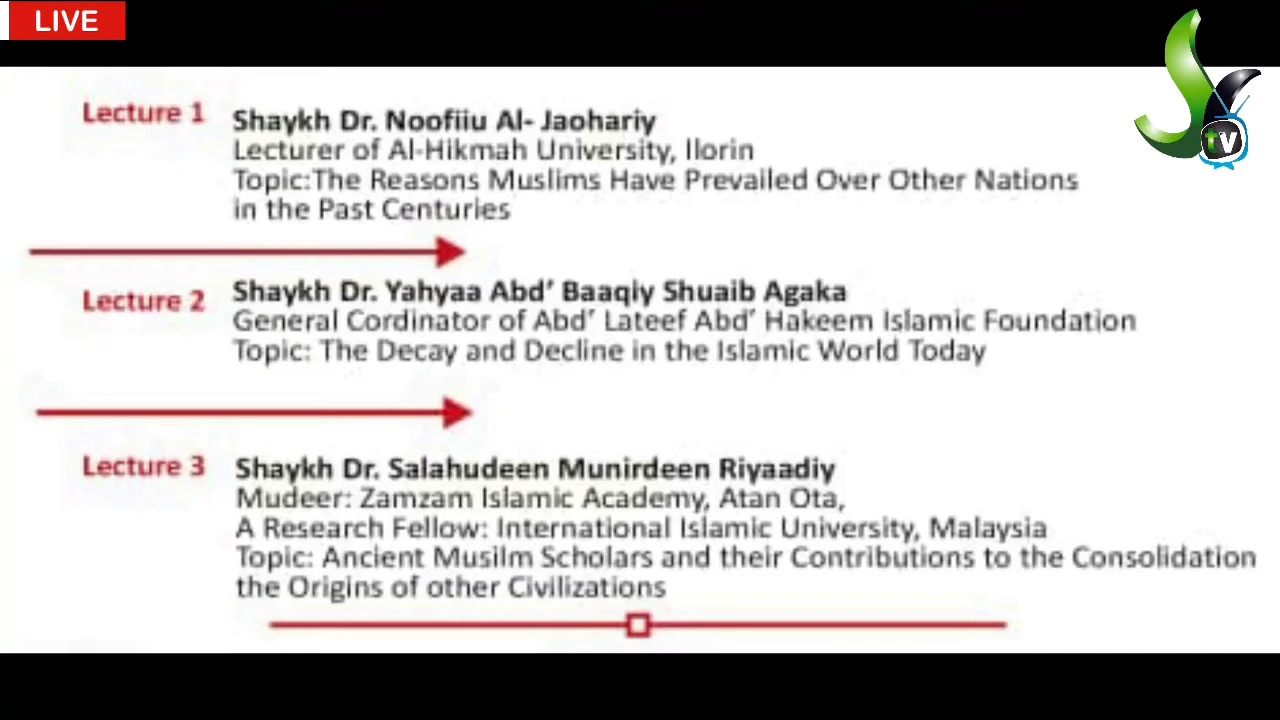 LIVE
tv
Lecture 1
Shaykh Dr. Noofiiu Al- Jaohariy
Lecturer of Al-Hikmah University, Ilorin
Topic:The Reasons Muslims Have Prevailed Over Other Nations
in the Past Centuries
Lecture 2
Shaykh Dr. Yahyaa Abd' Baaqiy Shuaib Agaka
General Cordinator of Abd' Lateef Abd' Hakeem Islamic Foundation
Topic: The Decay and Decline in the Islamic World Today
Lecture 3
Shaykh Dr. Salahudeen Munirdeen Riyaadiy
Mudeer: Zamzam Islamic Academy, Atan Ota,
A Research Fellow: International Islamic University, Malaysia
Topic: Ancient Musilm Scholars and their Contributions to the Consolidation
the Origins of other Civilizations